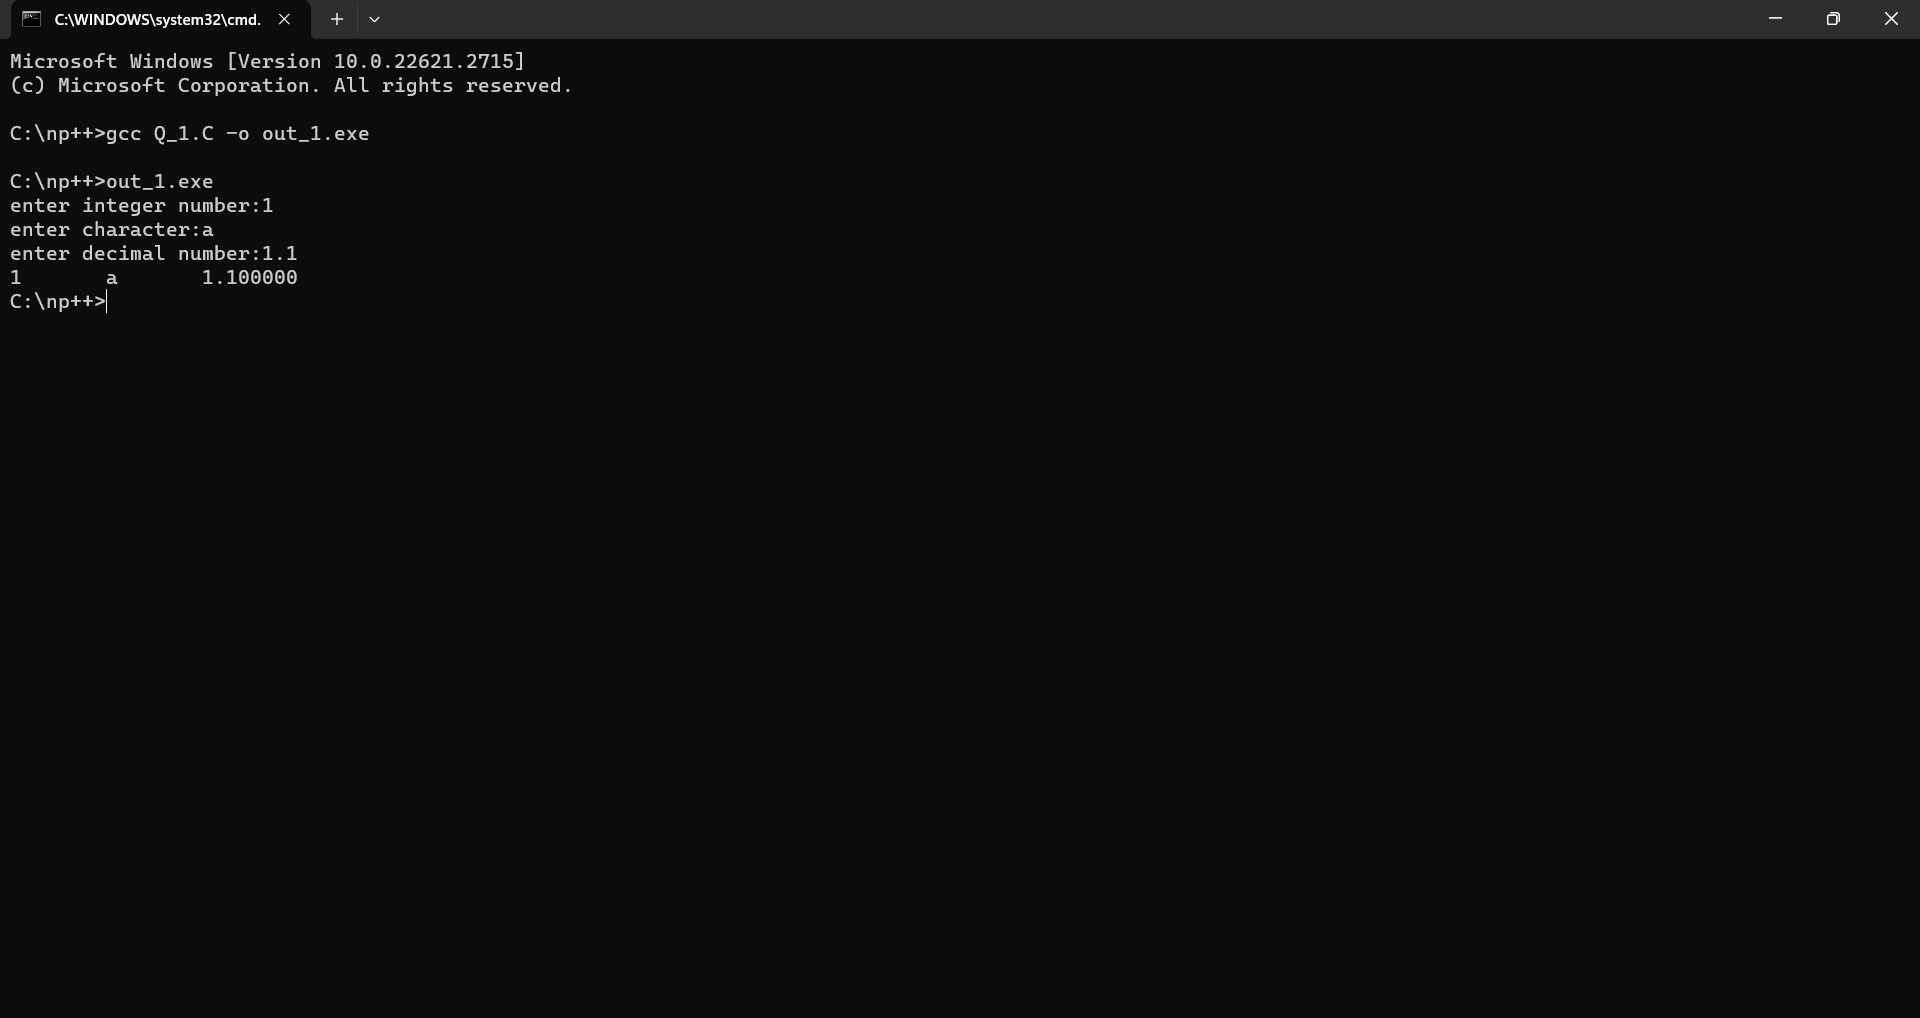 C:\WINDOWS\system32\cmd.
Microsoft Windows [Version 10.0.22621.2715]
(c) Microsoft Corporation. All rights reserved.
C:\np++>gcc Q_1.C -o out_1.exe
C:\np++>out_1.exe
enter integer number:1
enter character:a
enter decimal number:1.1
1       a       1.100000
C:\np++>